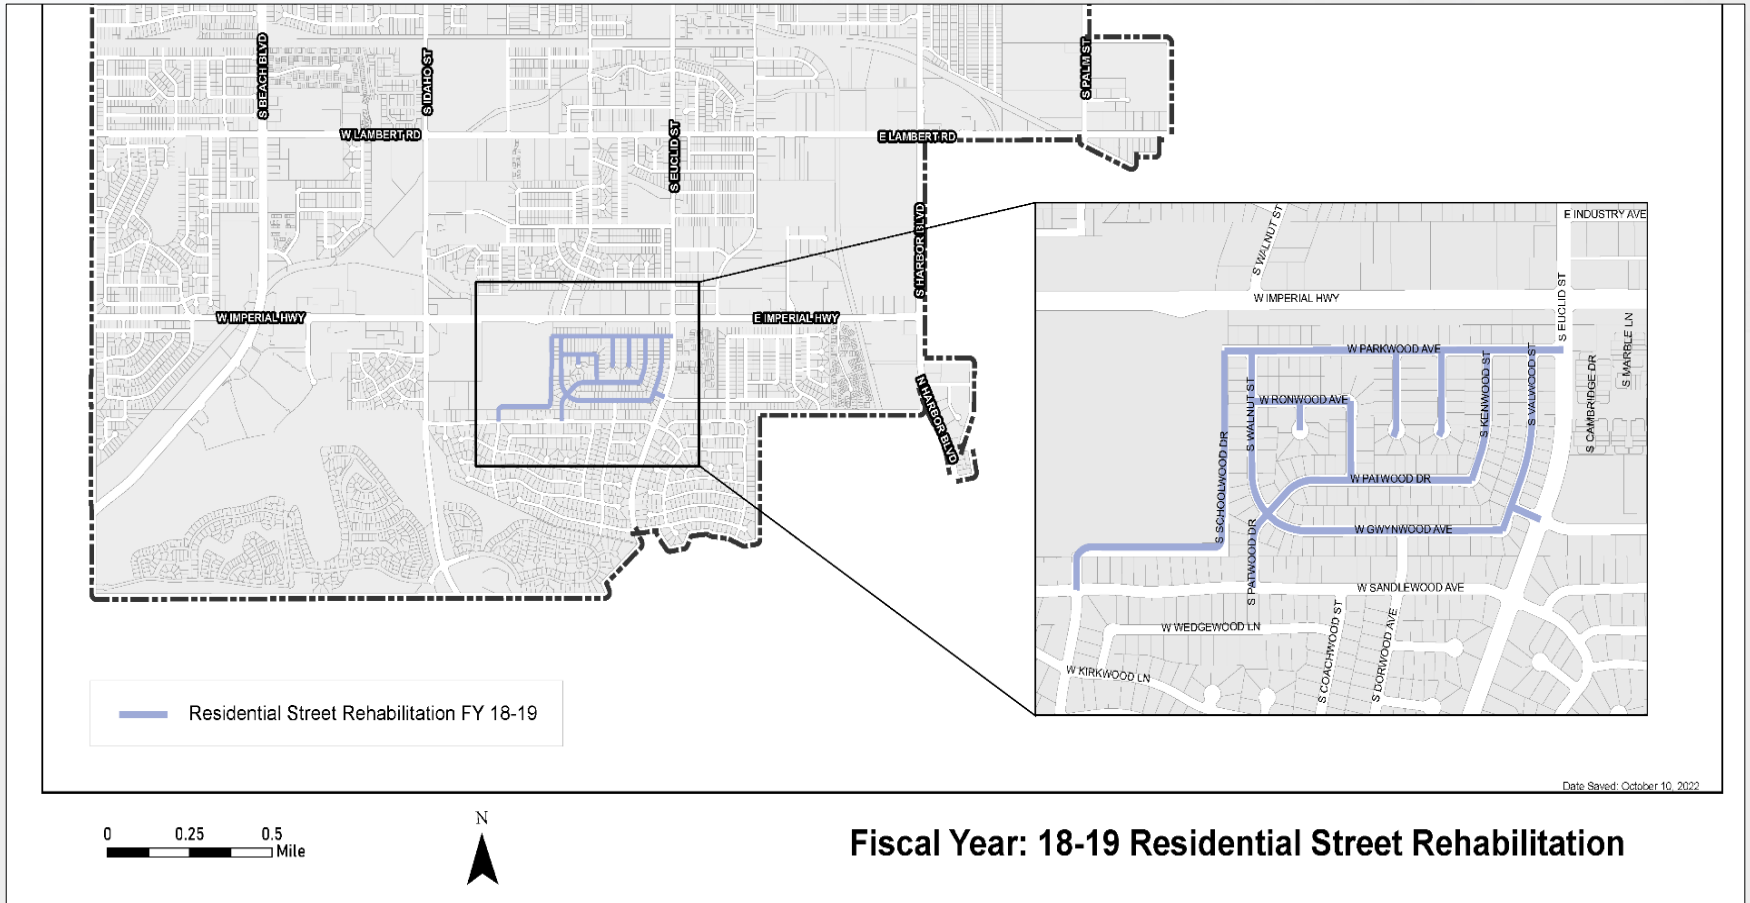 S BEACH BLVD
S IDAHO ST
S PALM ST
W LAMBERT RD
E LAMBERT RD
S EUCLID ST
S HARBOR BLVD
W IMPERIAL HWY
E IMPERIAL HWY
N HARBOR BLVD
E INDUSTRY AVE
S WALNUT ST
W IMPERIAL HWY
S EUCLID ST
S MARBLE LN
W PARKWOOD AVE
S CAMBRIDGE DR
S KENWOOD ST
S VALWOOD ST
S WALNUT ST
W RONWOOD AVE
S SCHOOLWOOD DR
W PATWOOD DR
W GWYNWOOD AVE
S PATWOOD DR
W SANDLEWOOD AVE
W WEDGEWOOD LN
S COACHWOOD ST
S DORWOOD AVE
W KIRKWOOD LN
Residential Street Rehabilitation FY 18-19
Date Saved: October 10, 2022
0 0.25 0.5
Mile
N
Fiscal Year: 18-19 Residential Street Rehabilitation